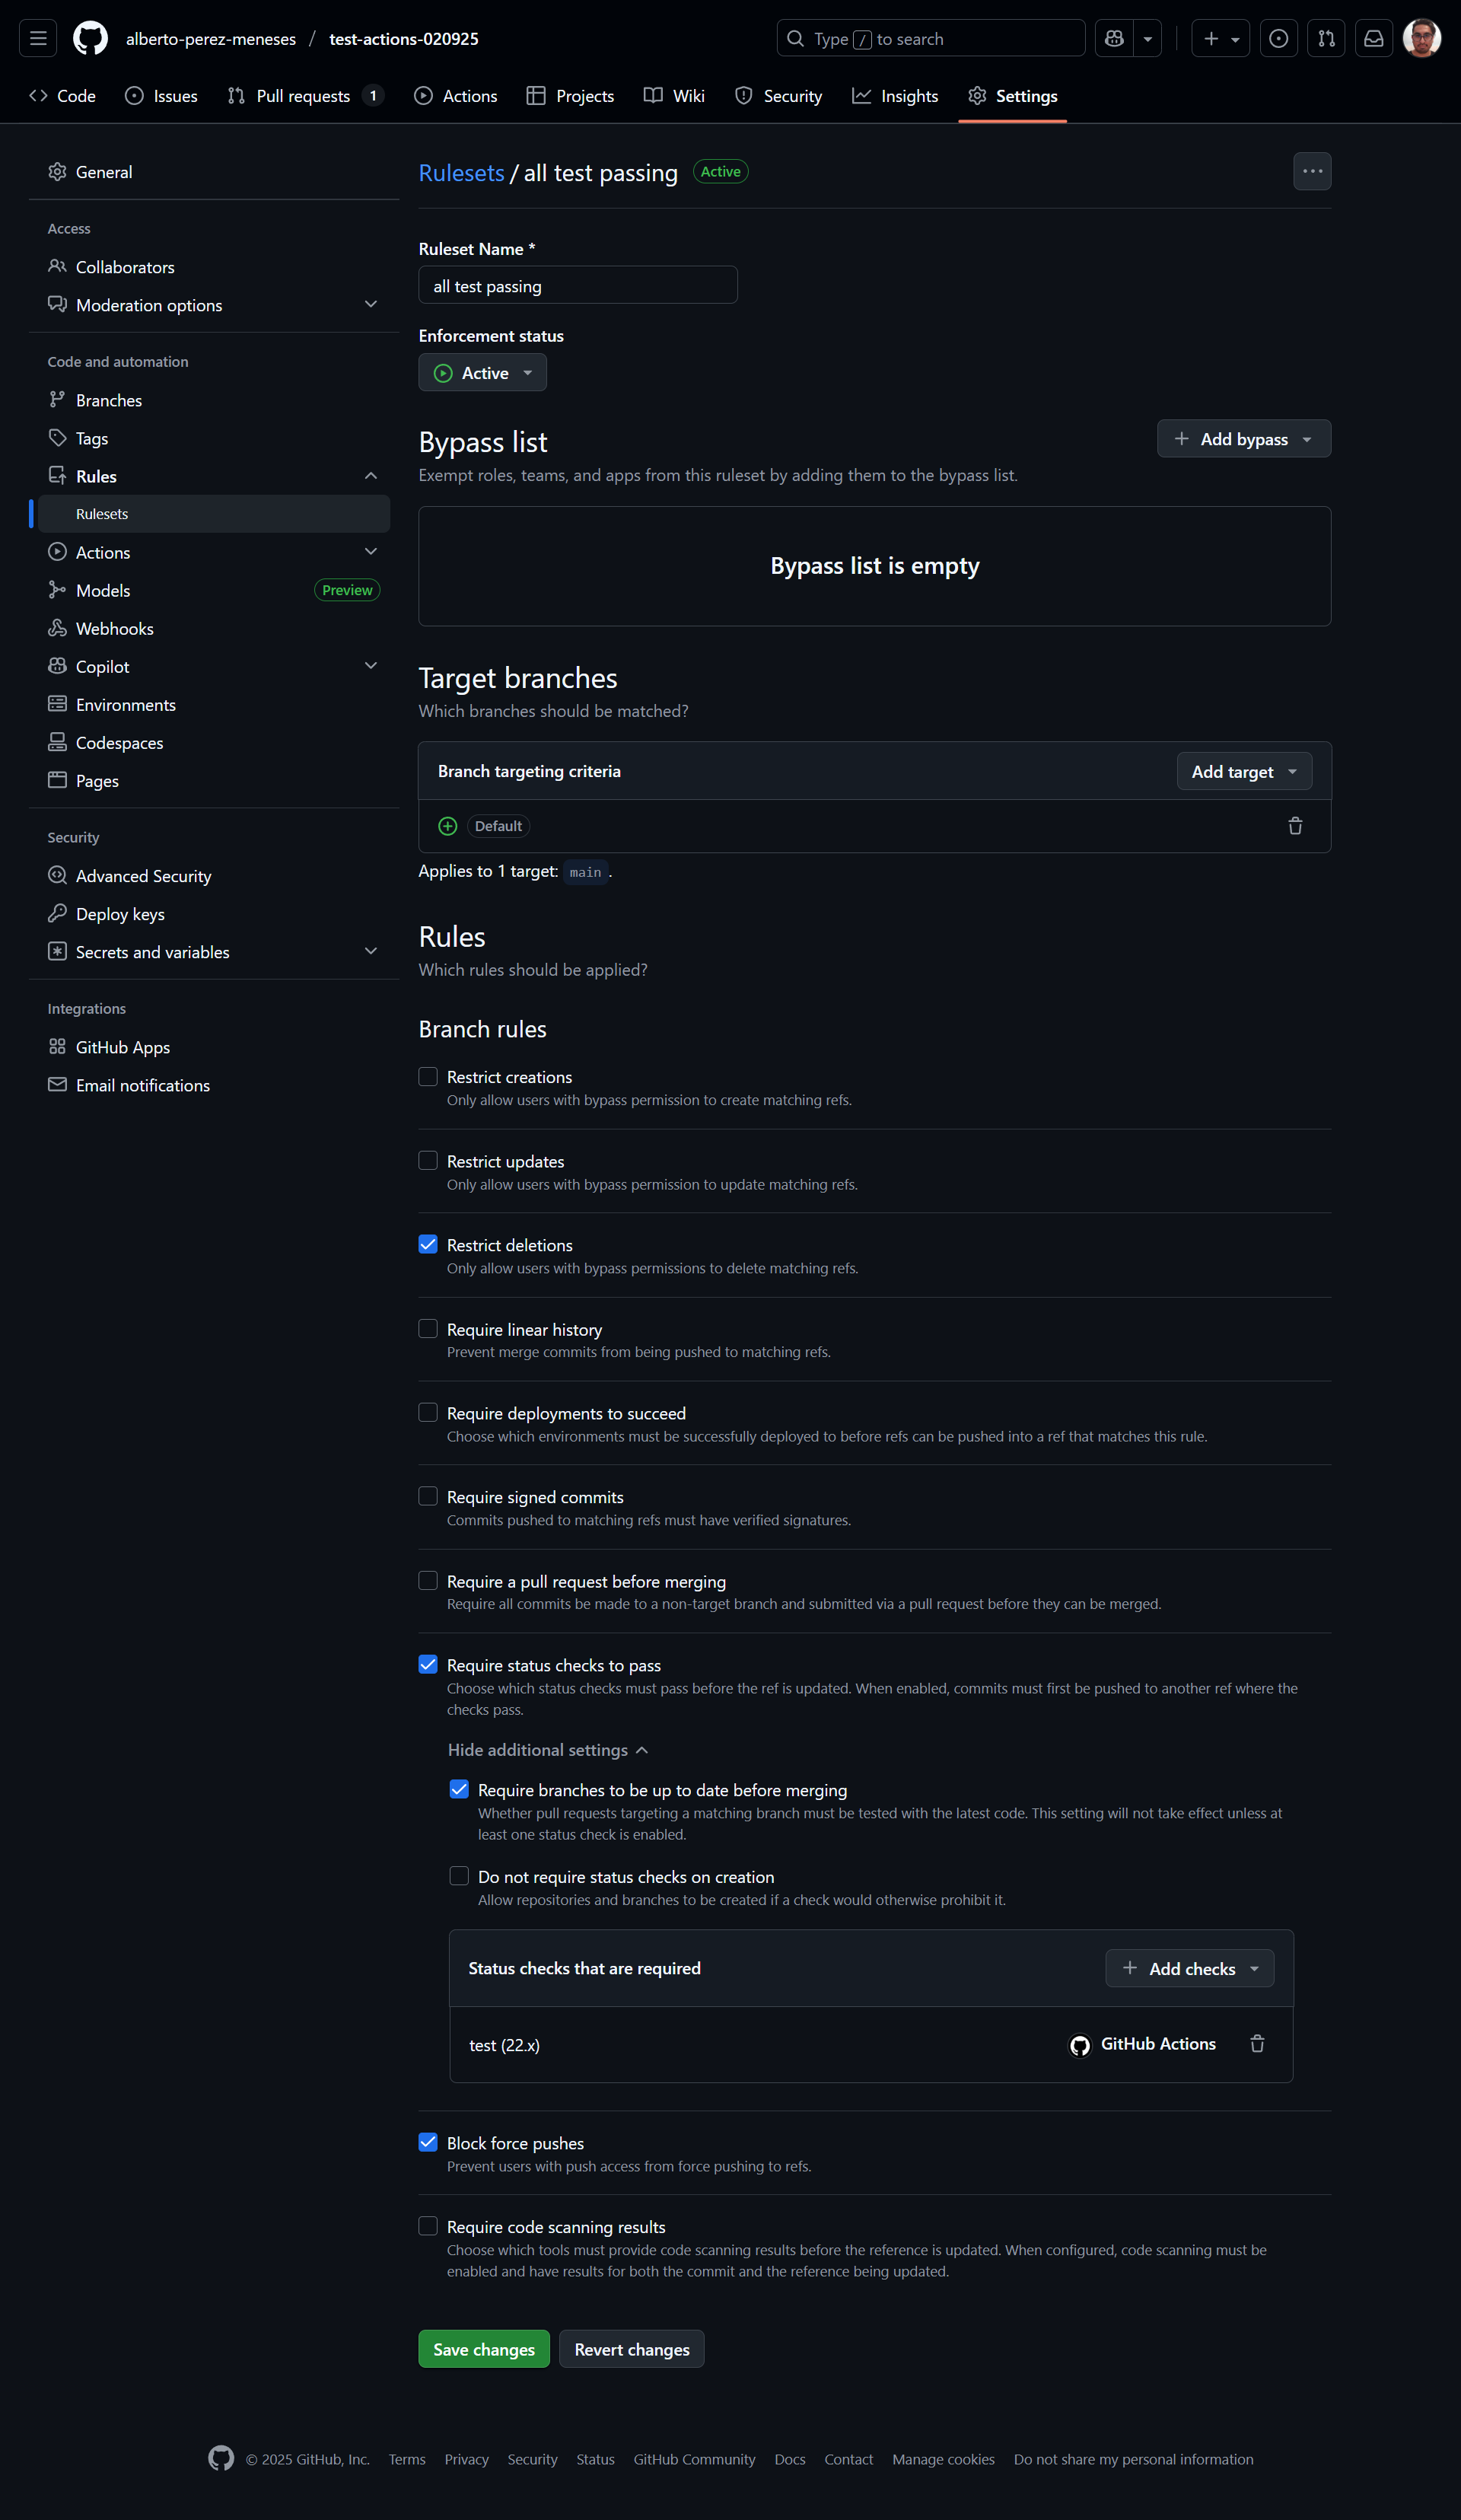 alberto-perez-meneses / test-actions-020925
Type / to search
Code Issues Pull requests 1 Actions Projects Wiki Security Insights Settings
General
Access
Collaborators
Moderation options
Code and automation
Branches
Tags
Rules
Rulesets
Actions
Models Preview
Webhooks
Copilot
Environments
Codespaces
Pages
Security
Advanced Security
Deploy keys
Secrets and variables
Integrations
GitHub Apps
Email notifications
Rulesets / all test passing Active
Ruleset Name *
all test passing
Enforcement status
Active
Bypass list
Add bypass
Exempt roles, teams, and apps from this ruleset by adding them to the bypass list.
Bypass list is empty
Target branches
Which branches should be matched?
Branch targeting criteria
Add target
Default
Applies to 1 target: main.
Rules
Which rules should be applied?
Branch rules
Restrict creations
Only allow users with bypass permission to create matching refs.
Restrict updates
Only allow users with bypass permission to update matching refs.
Restrict deletions
Only allow users with bypass permissions to delete matching refs.
Require linear history
Prevent merge commits from being pushed to matching refs.
Require deployments to succeed
Choose which environments must be successfully deployed to before refs can be pushed into a ref that matches this rule.
Require signed commits
Commits pushed to matching refs must have verified signatures.
Require a pull request before merging
Require all commits be made to a non-target branch and submitted via a pull request before they can be merged.
Require status checks to pass
Choose which status checks must pass before the ref is updated. When enabled, commits must first be pushed to another ref where the
checks pass.
Hide additional settings
Require branches to be up to date before merging
Whether pull requests targeting a matching branch must be tested with the latest code. This setting will not take effect unless at
least one status check is enabled.
Do not require status checks on creation
Allow repositories and branches to be created if a check would otherwise prohibit it.
Status checks that are required
Add checks
test (22.x)
GitHub Actions
Block force pushes
Prevent users with push access from force pushing to refs.
Require code scanning results
Choose which tools must provide code scanning results before the reference is updated. When configured, code scanning must be
enabled and have results for both the commit and the reference being updated.
Save changes Revert changes
© 2025 GitHub, Inc. Terms Privacy Security Status GitHub Community Docs Contact Manage cookies Do not share my personal information